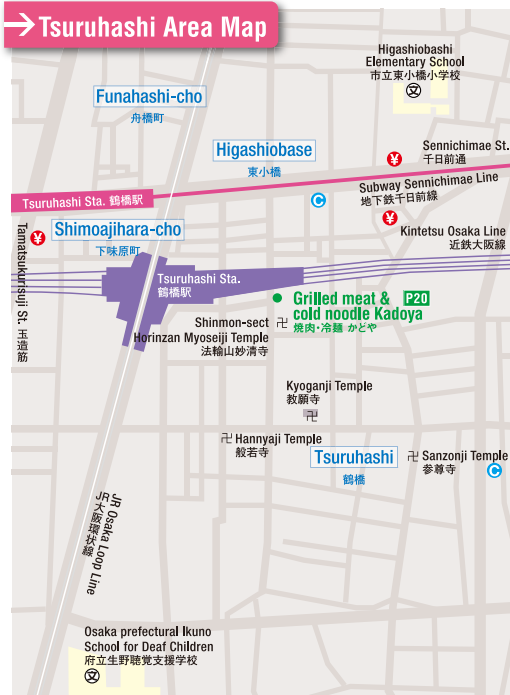 →Tsuruhashi Area Map
Higashiobashi
Elementary School
市立東小橋小学校
文
Funahashi-cho
舟橋町
Higashiobase
東小橋
¥
Sennichimae St.
千日前通
Subway Sennichimae Line
地下鉄千日前線
Tsuruhashi Sta. 鶴橋駅
C
¥
Kintetsu Osaka Line
近鉄大阪線
Tamatsukurisuji St. 玉造筋
¥
Shimoajihara-cho
下味原町
Tsuruhashi Sta.
鶴橋駅
Grilled meat & P20
cold noodle Kadoya
焼肉・冷麺 かどや
Shinmon-sect 卍
Horinzan Myoseiji Temple
法輪山妙清寺
Kyoganji Temple
教願寺
卍
卍 Hannyaji Temple
般若寺
Tsuruhashi
鶴橋
卍 Sanzonji Temple
参尊寺
C
JR Osaka Loop Line
JR大阪環状線
Osaka prefectural Ikuno
School for Deaf Children
府立生野聴覚支援学校
文